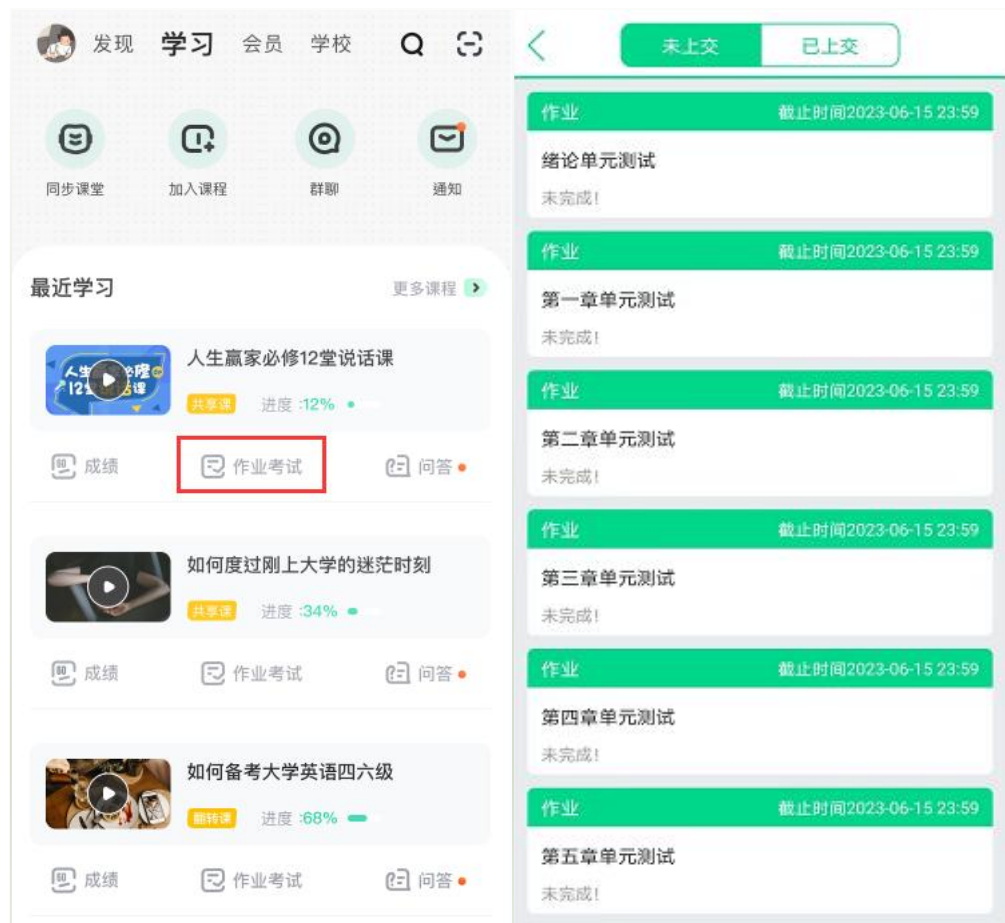 发现 学习 会员 学校
同步课堂 加入课程 群聊 通知
最近学习 更多课程
人生赢家必修12堂说话课
共享课 进度 :12%
成绩 作业考试 问答
如何度过刚上大学的迷茫时刻
共享课 进度 :34%
成绩 作业考试 问答
如何备考大学英语四六级
翻转课 进度 :68%
成绩 作业考试 问答
未上交 已上交
作业 截止时间2023-06-15 23:59
绪论单元测试
未完成!
作业 截止时间2023-06-15 23:59
第一章单元测试
未完成!
作业 截止时间2023-06-15 23:59
第二章单元测试
未完成!
作业 截止时间2023-06-15 23:59
第三章单元测试
未完成!
作业 截止时间2023-06-15 23:59
第四章单元测试
未完成!
作业 截止时间2023-06-15 23:59
第五章单元测试
未完成!